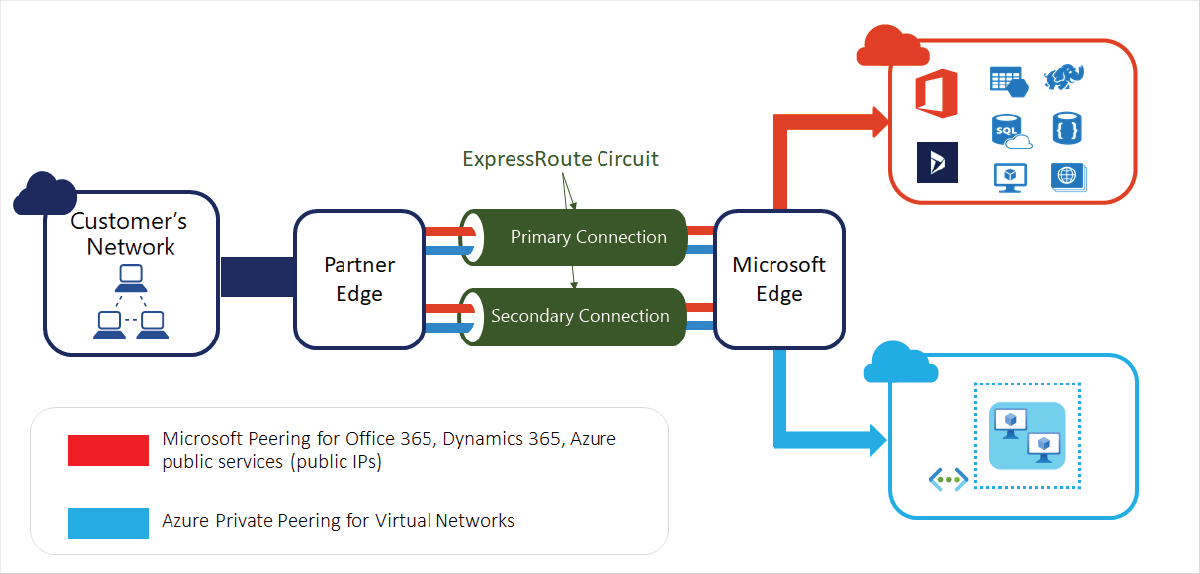 ExpressRoute Circuit
Customer's
Network
Partner
Edge
Primary Connection
Secondary Connection
Microsoft
Edge
SQL
{ }
Microsoft Peering for Office 365, Dynamics 365, Azure
public services (public IPs)
Azure Private Peering for Virtual Networks